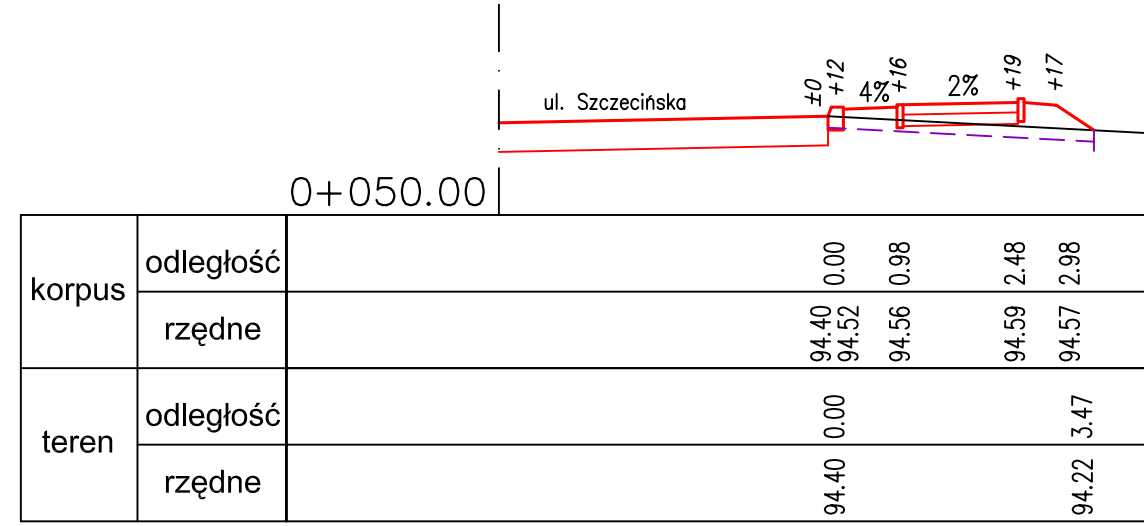 ±0 +12 +16 +19 +17
4% 2%
ul. Szczecińska
0+050.00
korpus
odległość 0.00 0.98 2.48 2.98
rzędne 94.40 94.52 94.56 94.59 94.57
teren
odległość 0.00 3.47
rzędne 94.40 94.22